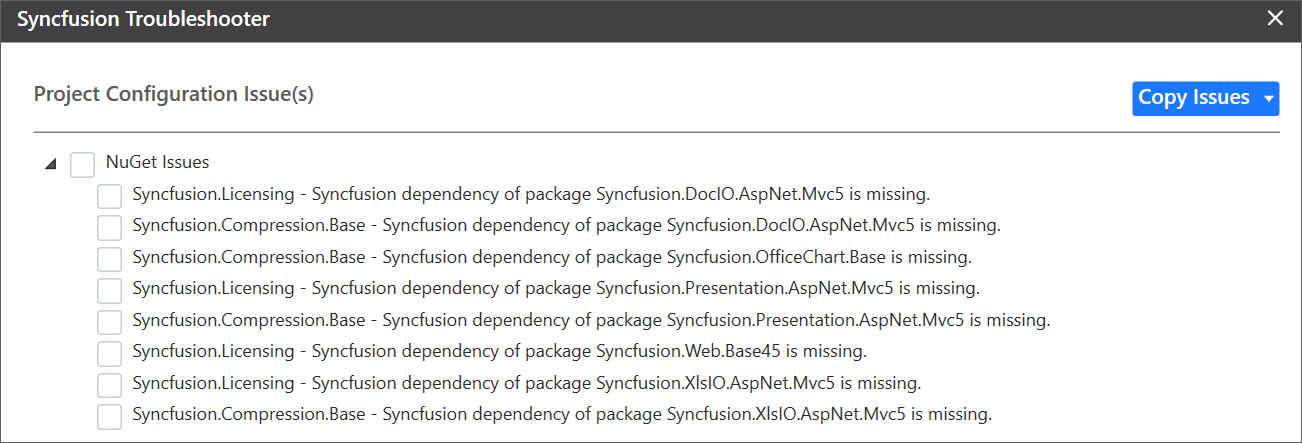 Syncfusion Troubleshooter
Project Configuration Issue(s)
Copy Issues
NuGet Issues
Syncfusion.Licensing - Syncfusion dependency of package Syncfusion.DocIO.AspNet.Mvc5 is missing.
Syncfusion.Compression.Base - Syncfusion dependency of package Syncfusion.DocIO.AspNet.Mvc5 is missing.
Syncfusion.Compression.Base - Syncfusion dependency of package Syncfusion.OfficeChart.Base is missing.
Syncfusion.Licensing - Syncfusion dependency of package Syncfusion.Presentation.AspNet.Mvc5 is missing.
Syncfusion.Compression.Base - Syncfusion dependency of package Syncfusion.Presentation.AspNet.Mvc5 is missing.
Syncfusion.Licensing - Syncfusion dependency of package Syncfusion.Web.Base45 is missing.
Syncfusion.Licensing - Syncfusion dependency of package Syncfusion.XlsIO.AspNet.Mvc5 is missing.
Syncfusion.Compression.Base - Syncfusion dependency of package Syncfusion.XlsIO.AspNet.Mvc5 is missing.